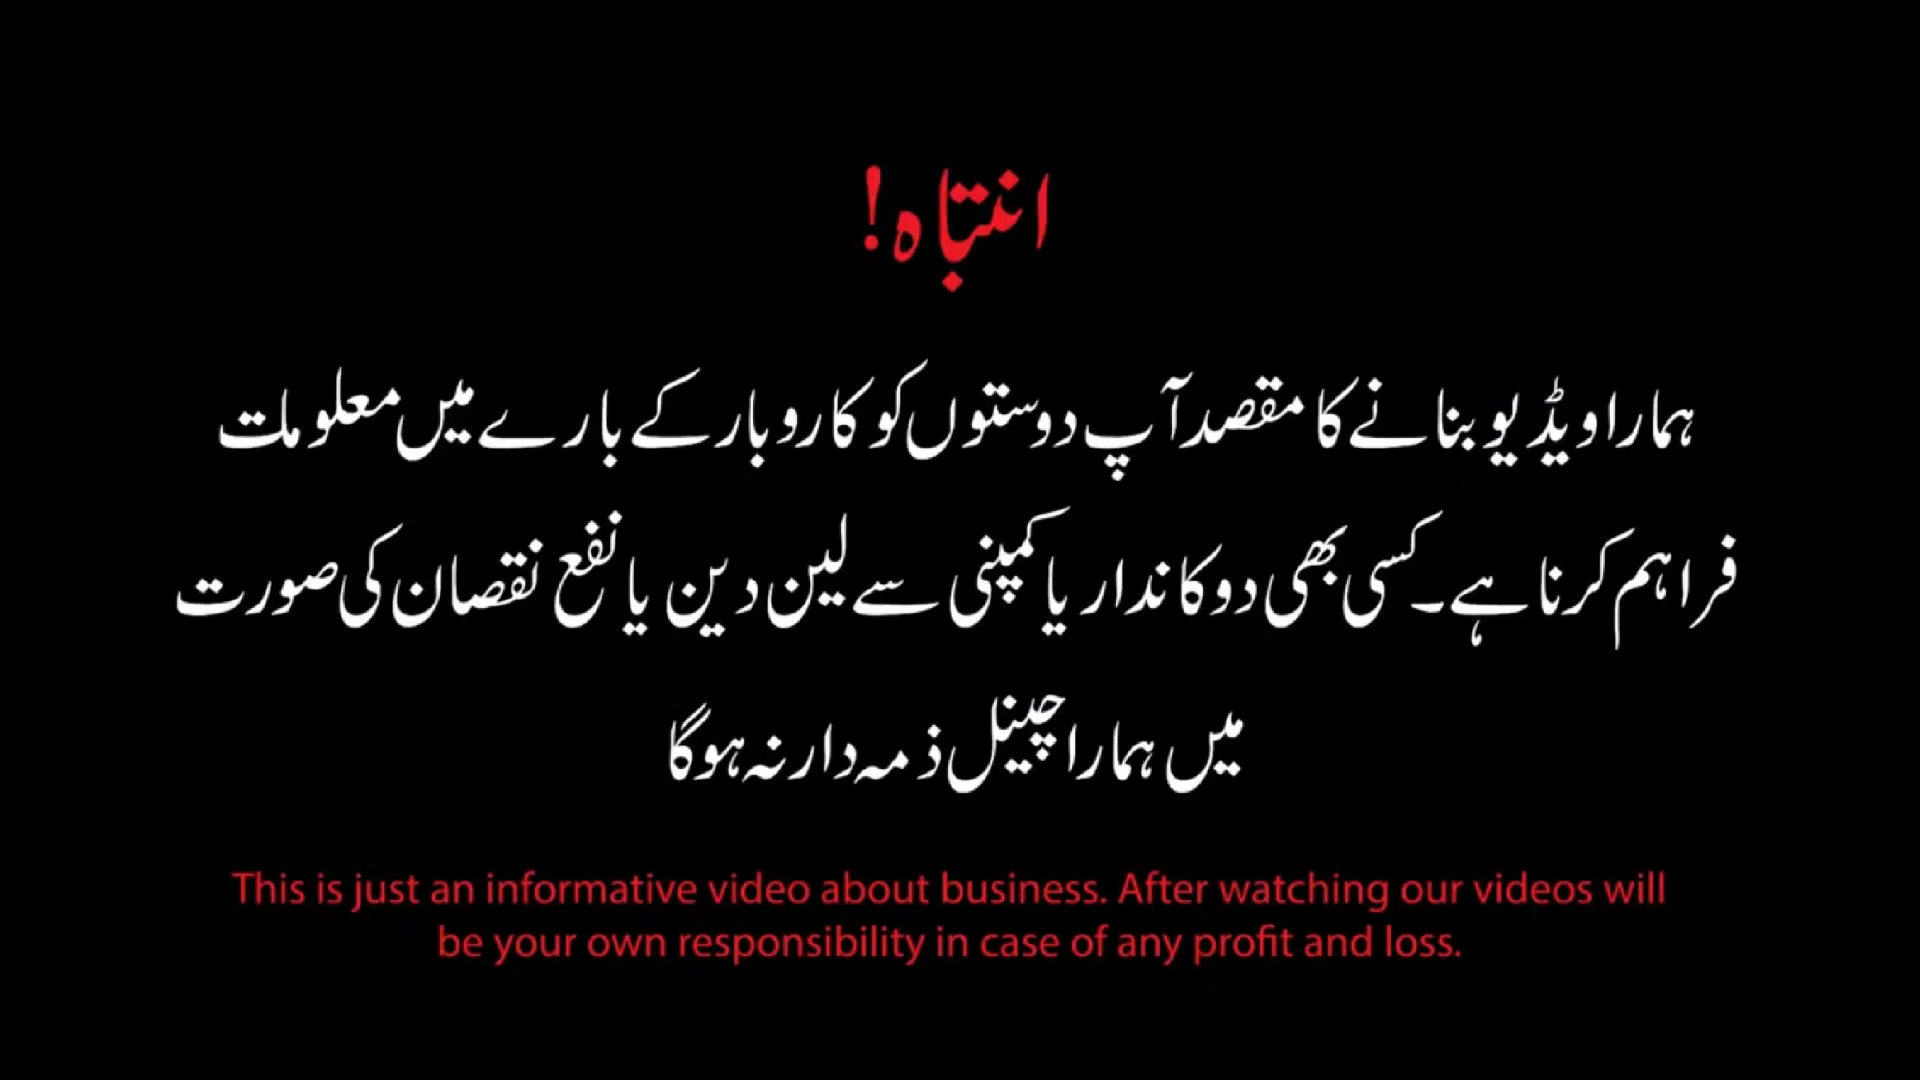 انتباہ!
ہمارا ویڈیو بنانے کا مقصد آپ دوستوں کو کاروبار کے بارے میں معلومات
فراہم کرنا ہے۔ کسی بھی دوکاندار یا کمپنی سے لین دین یا نفع نقصان کی صورت
میں ہمارا چینل ذمہ دار نہ ہوگا
This is just an informative video about business. After watching our videos will
be your own responsibility in case of any profit and loss.